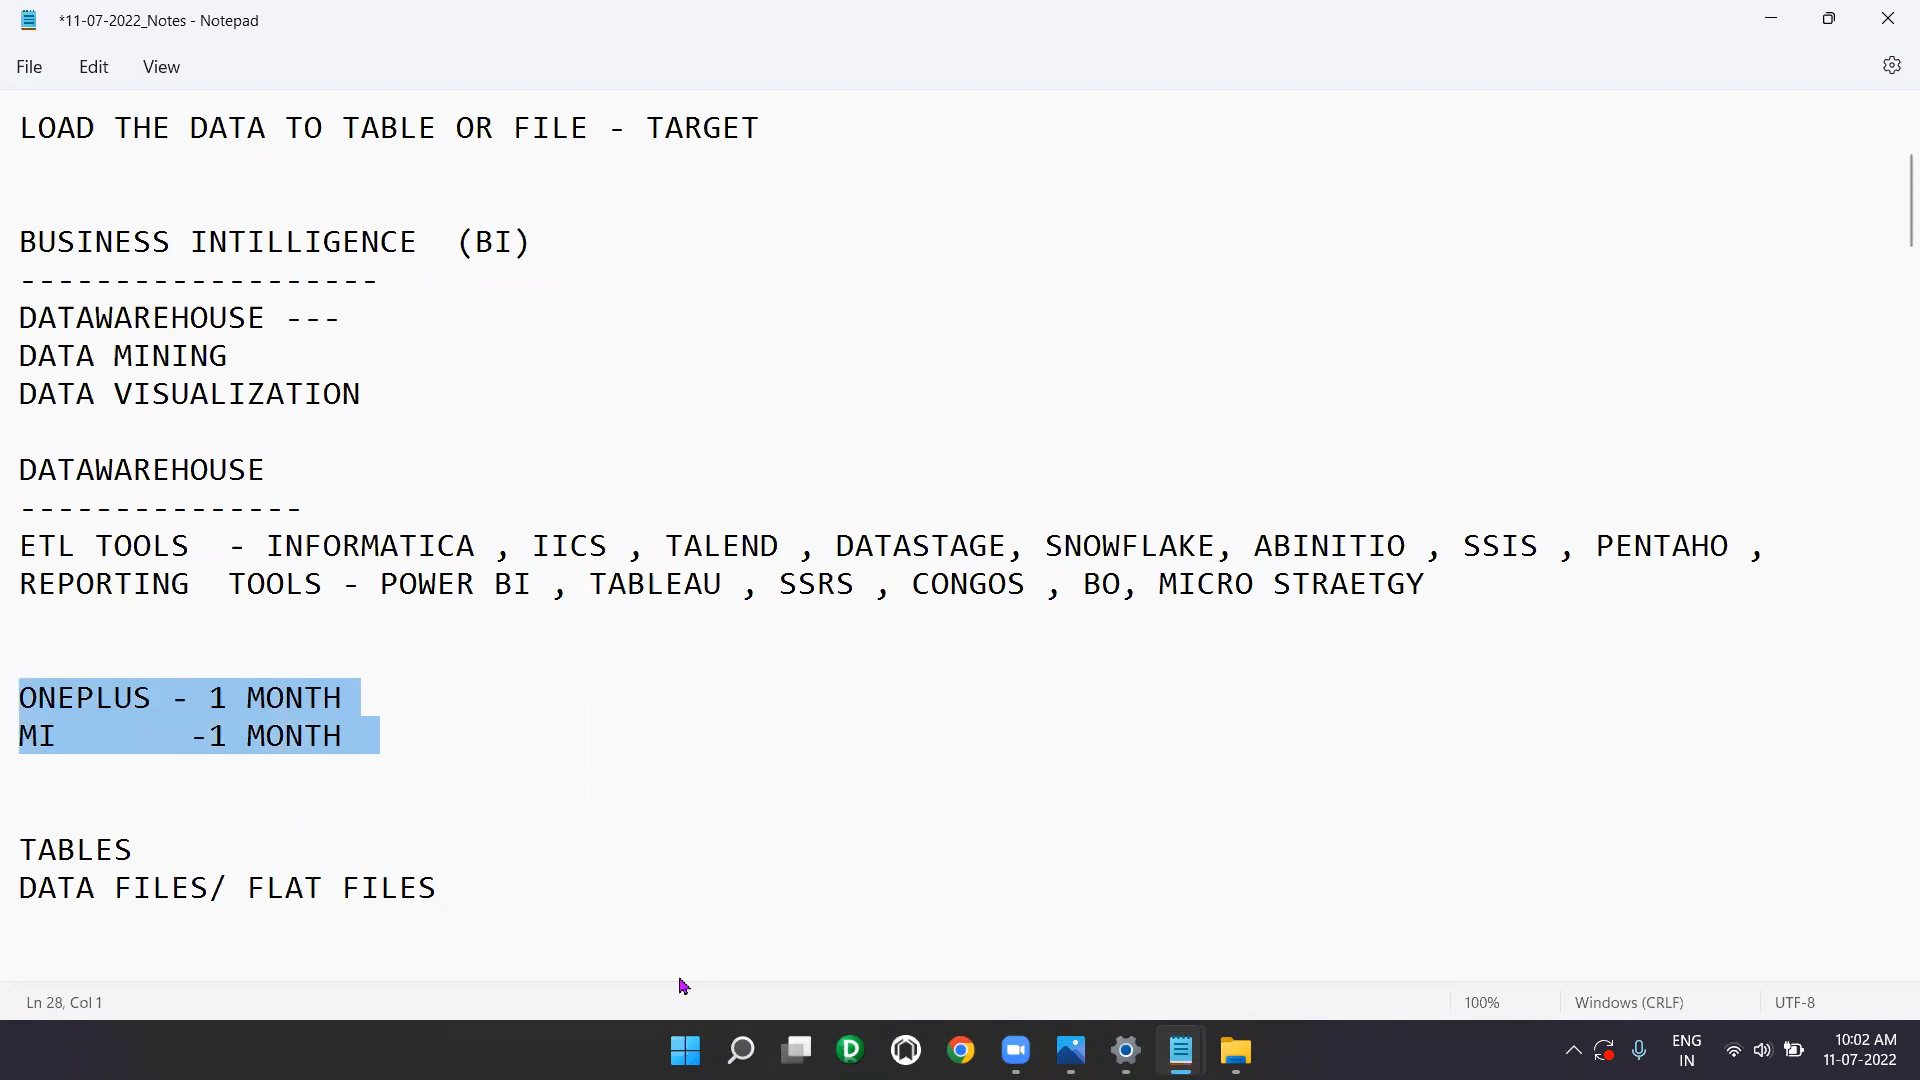 *11-07-2022_Notes - Notepad
File Edit View
LOAD THE DATA TO TABLE OR FILE - TARGET
BUSINESS INTILLIGENCE  (BI)
-------------------
DATAWAREHOUSE ---
DATA MINING
DATA VISUALIZATION
DATAWAREHOUSE
---------------
ETL TOOLS  - INFORMATICA , IICS , TALEND , DATASTAGE, SNOWFLAKE, ABINITIO , SSIS , PENTAHO ,
REPORTING  TOOLS - POWER BI , TABLEAU , SSRS , CONGOS , BO, MICRO STRAETGY
ONEPLUS - 1 MONTH
MI       -1 MONTH
TABLES
DATA FILES/ FLAT FILES
Ln 28, Col 1 100% Windows (CRLF) UTF-8
ENG 10:02 AM
IN 11-07-2022